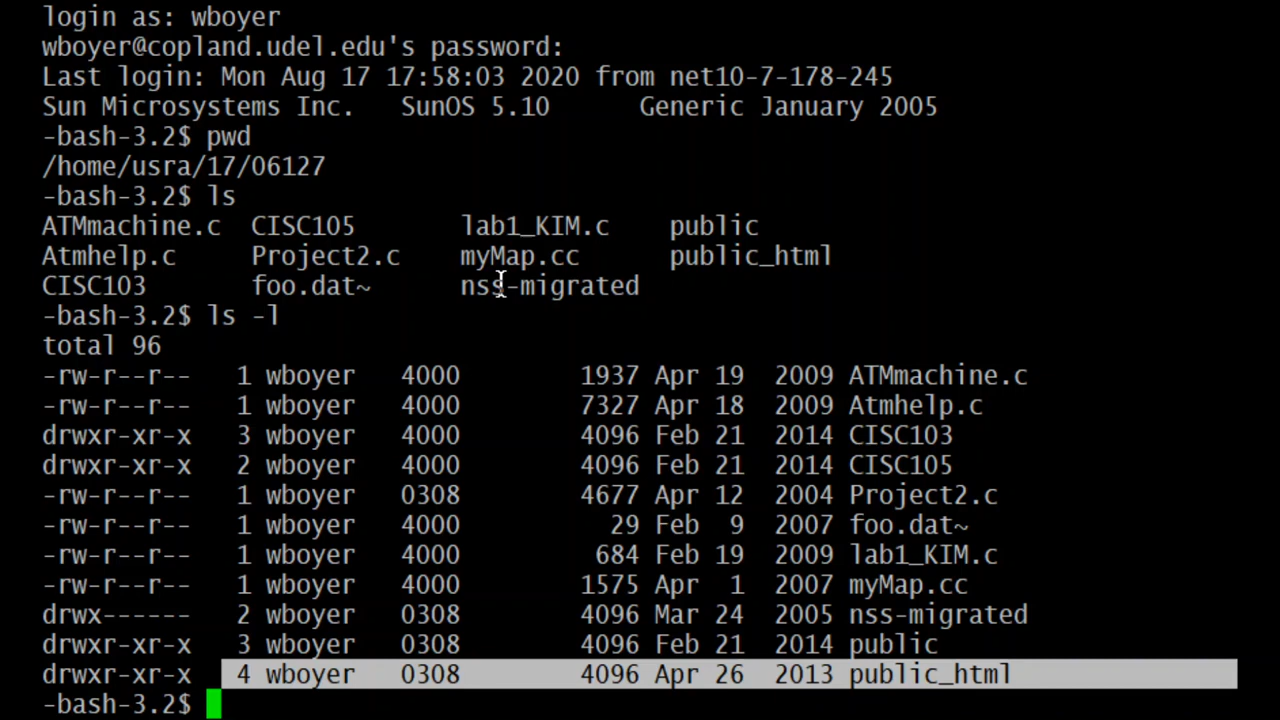 login as: wboyer
wboyer@copland.udel.edu's password:
Last login: Mon Aug 17 17:58:03 2020 from net10-7-178-245
Sun Microsystems Inc.   SunOS 5.10      Generic January 2005
-bash-3.2$ pwd
/home/usra/17/06127
-bash-3.2$ ls
ATMmachine.c  CISC105       lab1_KIM.c    public
Atmhelp.c     Project2.c    myMap.cc      public_html
CISC103       foo.dat~      nss-migrated
-bash-3.2$ ls -l
total 96
-rw-r--r--   1 wboyer   4000        1937 Apr 19  2009 ATMmachine.c
-rw-r--r--   1 wboyer   4000        7327 Apr 18  2009 Atmhelp.c
drwxr-xr-x   3 wboyer   4000        4096 Feb 21  2014 CISC103
drwxr-xr-x   2 wboyer   4000        4096 Feb 21  2014 CISC105
-rw-r--r--   1 wboyer   0308        4677 Apr 12  2004 Project2.c
-rw-r--r--   1 wboyer   4000          29 Feb  9  2007 foo.dat~
-rw-r--r--   1 wboyer   4000         684 Feb 19  2009 lab1_KIM.c
-rw-r--r--   1 wboyer   4000        1575 Apr  1  2007 myMap.cc
drwx------   2 wboyer   0308        4096 Mar 24  2005 nss-migrated
drwxr-xr-x   3 wboyer   0308        4096 Feb 21  2014 public
drwxr-xr-x   4 wboyer   0308        4096 Apr 26  2013 public_html
-bash-3.2$